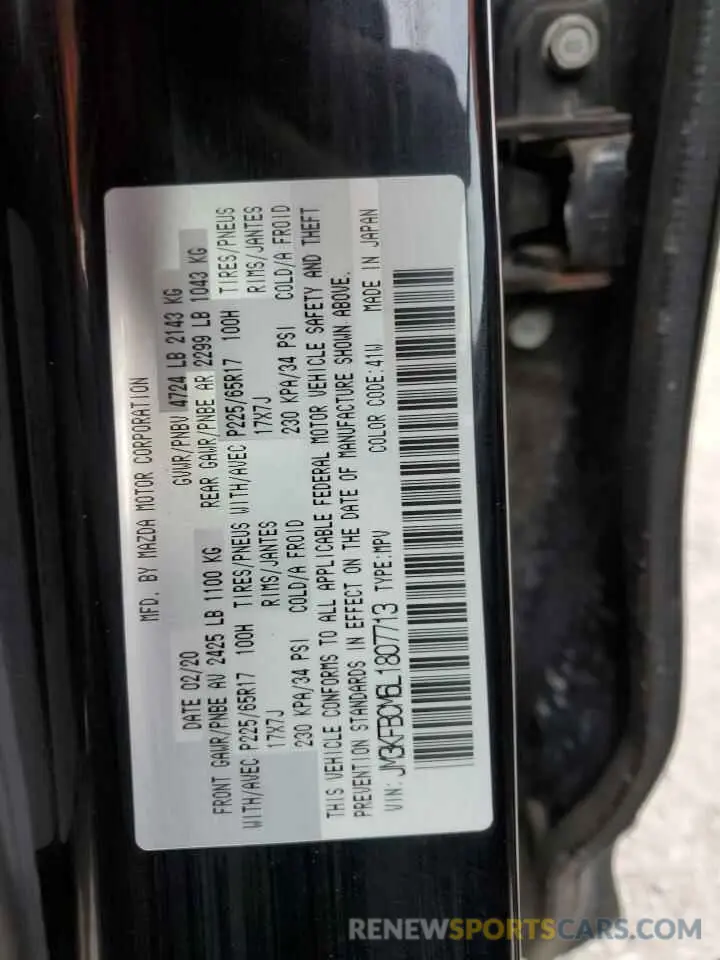 MFD. BY MAZDA MOTOR CORPORATION
DATE 02/20 GVWR/PNBV 4724 LB 2143 KG
FRONT GAWR/PNBE AV 2425 LB 1100 KG REAR GAWR/PNBE AR 2299 LB 1043 KG
WITH/AVEC P225/65R17 100H TIRES/PNEUS WITH/AVEC P225/65R17 100H TIRES/PNEUS
17X7J RIMS/JANTES 17X7J RIMS/JANTES
230 KPA/34 PSI COLD/A FROID 230 KPA/34 PSI COLD/A FROID
THIS VEHICLE CONFORMS TO ALL APPLICABLE FEDERAL MOTOR VEHICLE SAFETY AND THEFT
PREVENTION STANDARDS IN EFFECT ON THE DATE OF MANUFACTURE SHOWN ABOVE.
VIN: JM3KFBCM6L1807713 TYPE:MPV COLOR CODE:41W MADE IN JAPAN
RENEWSPORTSCARS.COM